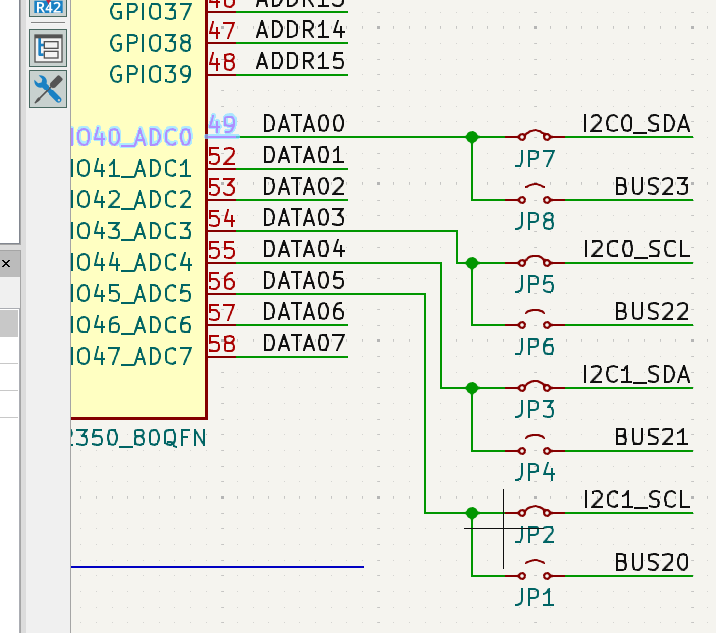 R42
GPIO37 46 ADDR13
GPIO38 47 ADDR14
GPIO39 48 ADDR15
IO40_ADC0 49 DATA00 I2C0_SDA
JP7
IO41_ADC1 52 DATA01
IO42_ADC2 53 DATA02 BUS23
JP8
IO43_ADC3 54 DATA03
IO44_ADC4 55 DATA04 I2C0_SCL
JP5
IO45_ADC5 56 DATA05
IO46_ADC6 57 DATA06 BUS22
JP6
IO47_ADC7 58 DATA07
I2C1_SDA
JP3
2350_80QFN BUS21
JP4
I2C1_SCL
JP2
BUS20
JP1